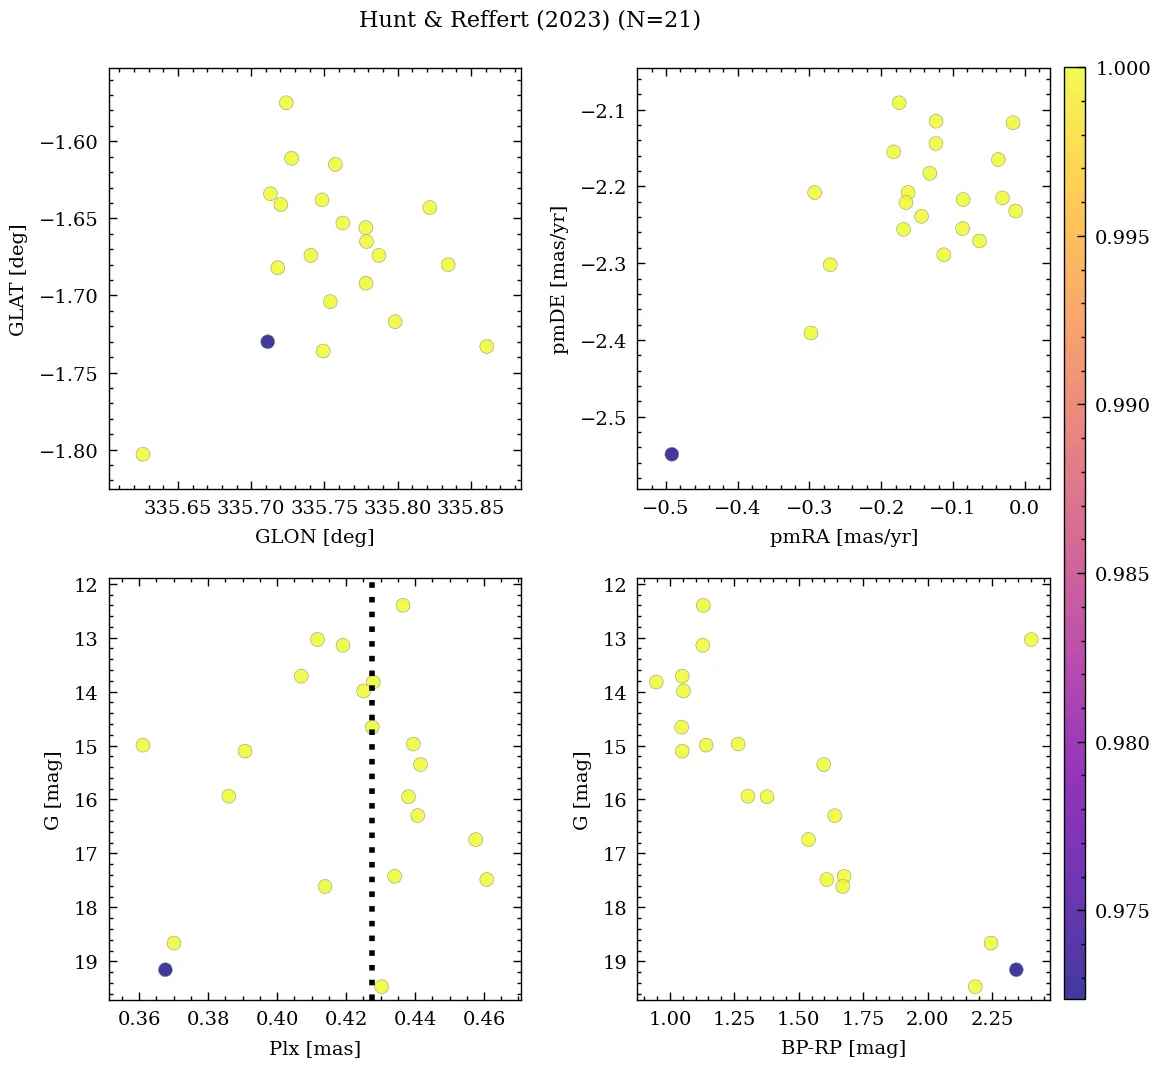 Hunt & Reffert (2023) (N=21)
−1.60
−1.65
−1.70
−1.75
−1.80
GLAT [deg]
335.65 335.70 335.75 335.80 335.85
GLON [deg]
−2.1
−2.2
−2.3
−2.4
−2.5
pmDE [mas/yr]
−0.5 −0.4 −0.3 −0.2 −0.1 0.0
pmRA [mas/yr]
12
13
14
15
16
17
18
19
G [mag]
0.36 0.38 0.40 0.42 0.44 0.46
Plx [mas]
12
13
14
15
16
17
18
19
G [mag]
1.00 1.25 1.50 1.75 2.00 2.25
BP-RP [mag]
1.000
0.995
0.990
0.985
0.980
0.975